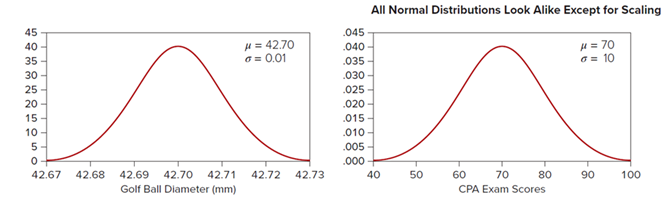 All Normal Distributions Look Alike Except for Scaling
45
40
35
30
25
20
15
10
5
0
μ = 42.70
σ = 0.01
42.67 42.68 42.69 42.70 42.71 42.72 42.73
Golf Ball Diameter (mm)
.045
.040
.035
.030
.025
.020
.015
.010
.005
.000
μ = 70
σ = 10
40 50 60 70 80 90 100
CPA Exam Scores